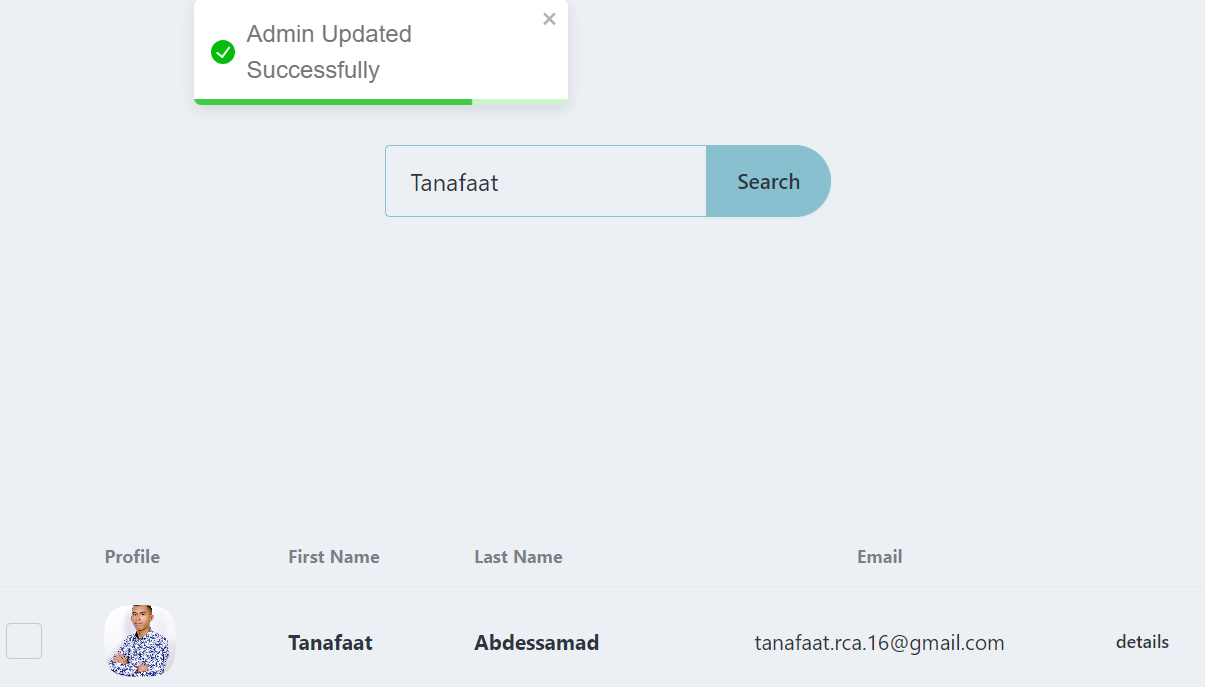 Admin Updated
Successfully
Tanafaat
Search
Profile First Name Last Name Email
Tanafaat Abdessamad tanafaat.rca.16@gmail.com details